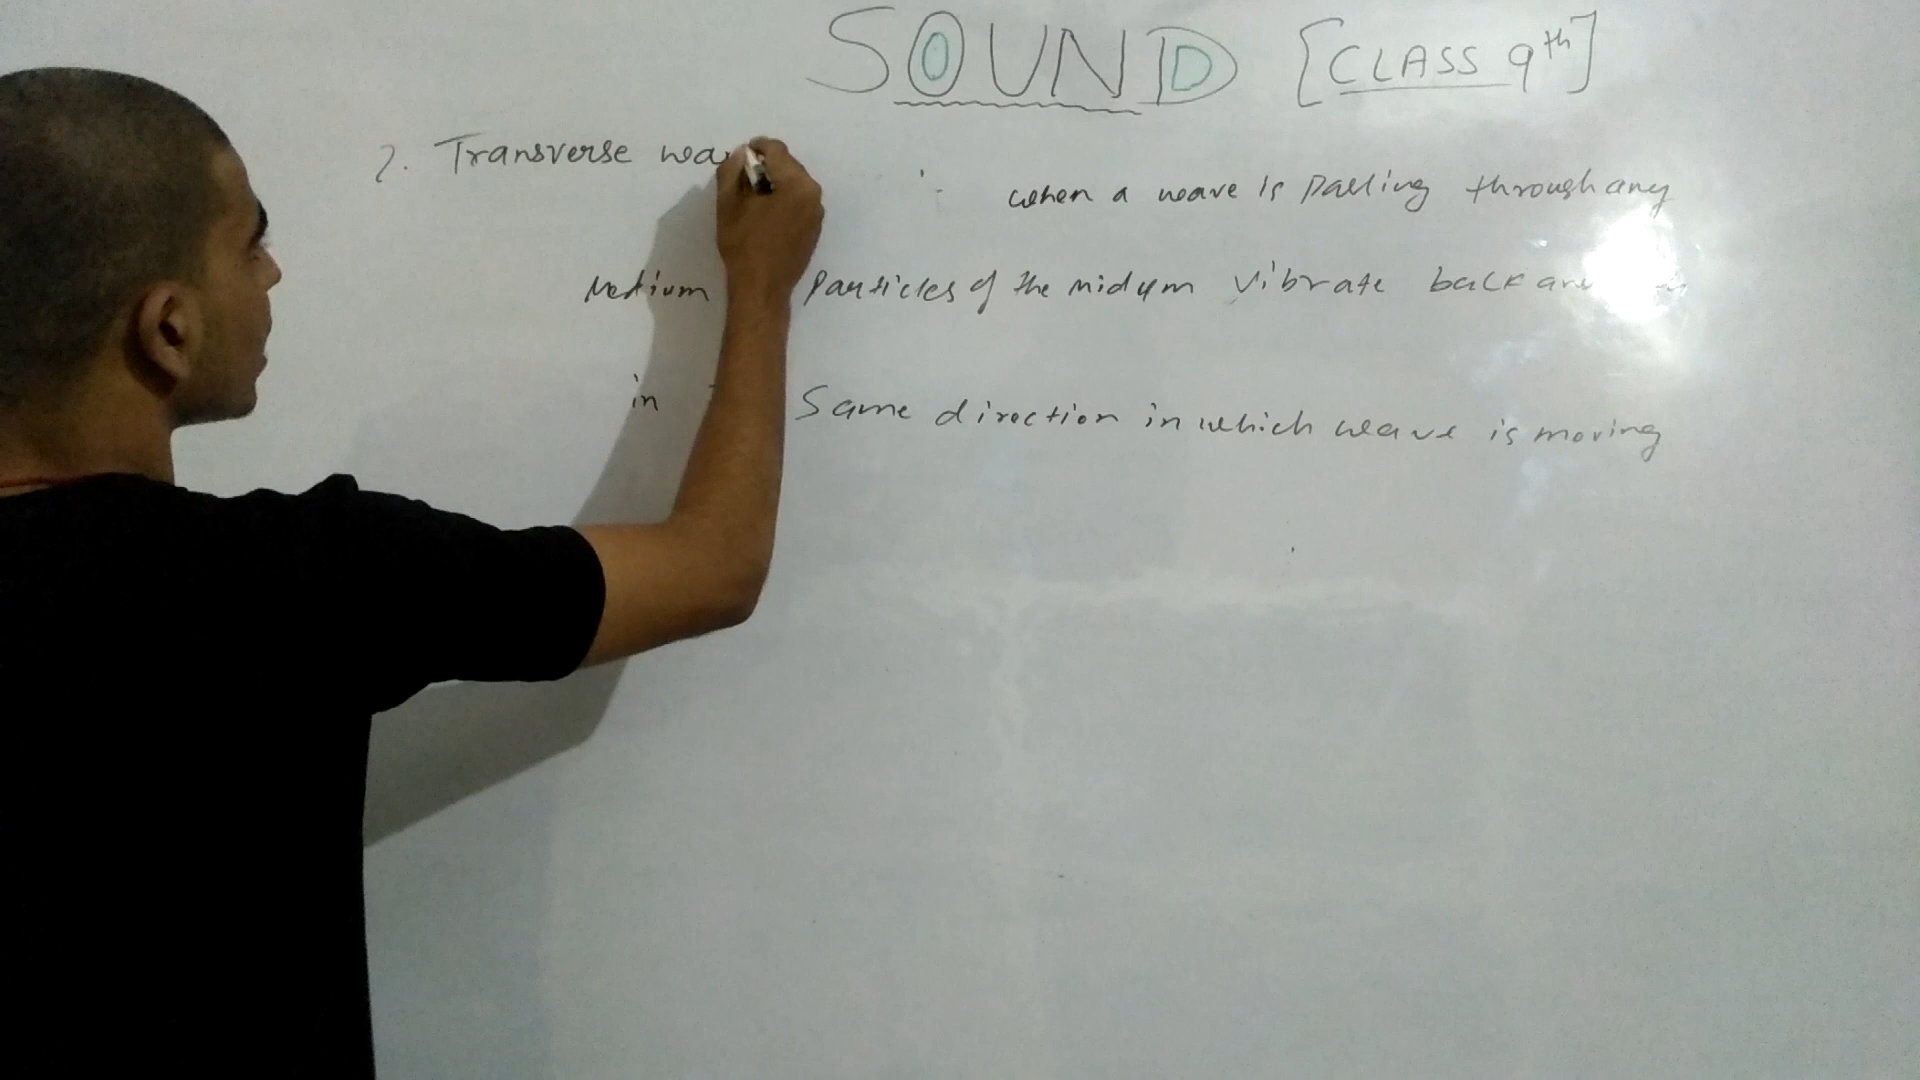 SOUND [CLASS 9th]
2. Transverse wa
when a wave is Passing through any
Medium Particles of the midym vibrate back an
in Same direction in which wave is moving